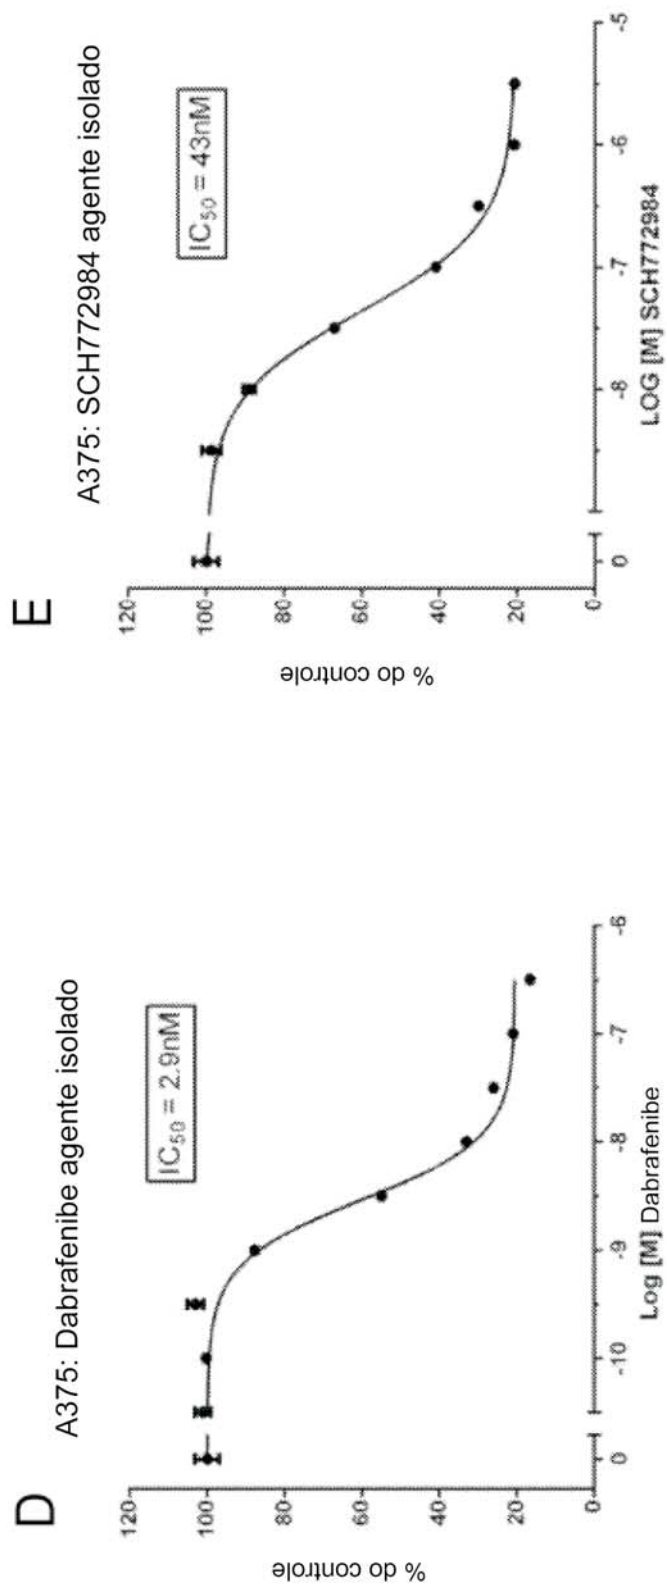 D
A375: Dabrafenibe agente isolado
IC50 = 2.9nM
120
100
80
60
40
20
0
% do controle
0
-10
-9
-8
-7
-6
Log [M] Dabrafenibe
E
A375: SCH772984 agente isolado
IC50 = 43nM
120
100
80
60
40
20
0
% do controle
0
-8
-7
-6
-5
LOG [M] SCH772984